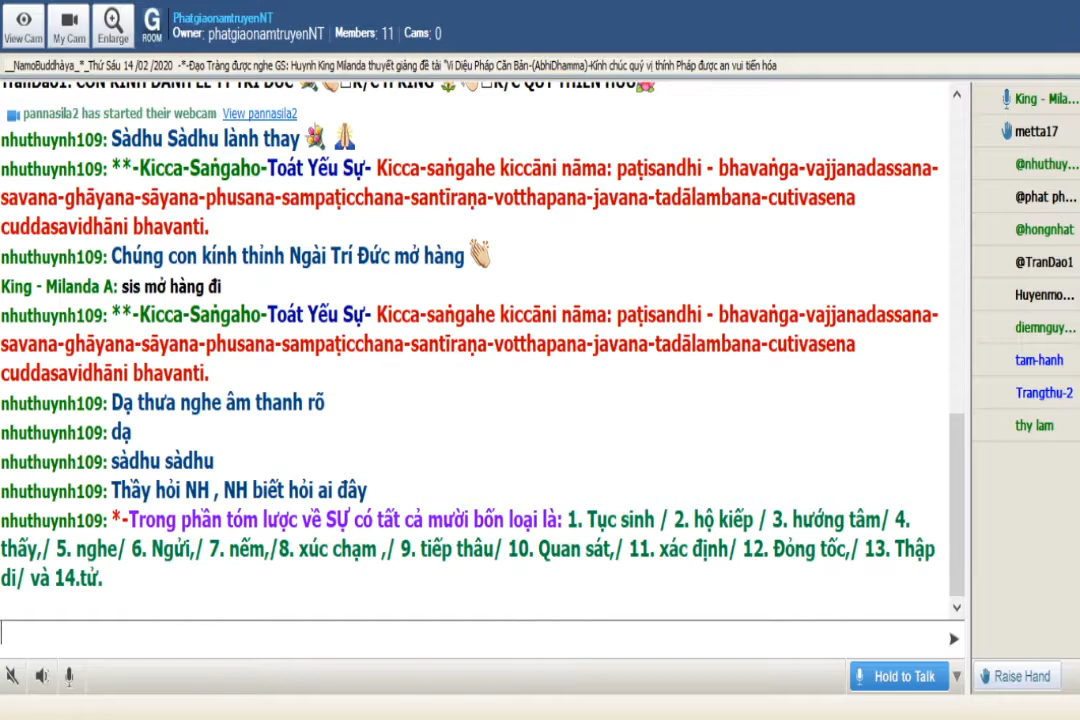 PhatgiaonamtruyenNT
Owner: phatgiaonamtruyenNT | Members: 11 | Cams: 0
View Cam
My Cam
Enlarge
G
ROOM
__NamoBuddhàya_*_Thứ Sáu 14 /02 /2020 -*-Đạo Tràng được nghe GS: Huynh King Milanda thuyết giảng đề tài "Vi Diệu Pháp Căn Bản-(AbhiDhamma)-Kính chúc quý vị thính Pháp được an vui tiến hóa
pannasila2 has started their webcam View pannasila2
nhuthuynh109: Sàdhu Sàdhu lành thay
nhuthuynh109: **-Kicca-Saṅgaho-Toát Yếu Sự- Kicca-saṅgahe kiccāni nāma: paṭisandhi - bhavaṅga-vajjanadassana-
savana-ghāyana-sāyana-phusana-sampaṭicchana-santīraṇa-votthapana-javana-tadālambana-cutivasena
cuddasavidhāni bhavanti.
nhuthuynh109: Chúng con kính thỉnh Ngài Trí Đức mở hàng
King - Milanda A: sis mở hàng đi
nhuthuynh109: **-Kicca-Saṅgaho-Toát Yếu Sự- Kicca-saṅgahe kiccāni nāma: paṭisandhi - bhavaṅga-vajjanadassana-
savana-ghāyana-sāyana-phusana-sampaṭicchana-santīraṇa-votthapana-javana-tadālambana-cutivasena
cuddasavidhāni bhavanti.
nhuthuynh109: Dạ thưa nghe âm thanh rõ
nhuthuynh109: dạ
nhuthuynh109: sàdhu sàdhu
nhuthuynh109: Thầy hỏi NH , NH biết hỏi ai đây
nhuthuynh109: *-Trong phần tóm lược về SỰ có tất cả mười bốn loại là: 1. Tục sinh / 2. hộ kiếp / 3. hướng tâm/ 4.
thấy,/ 5. nghe/ 6. Ngửi,/ 7. nếm,/8. xúc chạm ,/ 9. tiếp thâu/ 10. Quan sát,/ 11. xác định/ 12. Đỏng tốc,/ 13. Thập
di/ và 14.tử.
King - Mila...
metta17
@nhuthuy...
@phat ph...
@hongnhat
@TranDao1
Huyenmo...
diemnguy...
tam-hanh
Trangthu-2
thy lam
Hold to Talk
Raise Hand